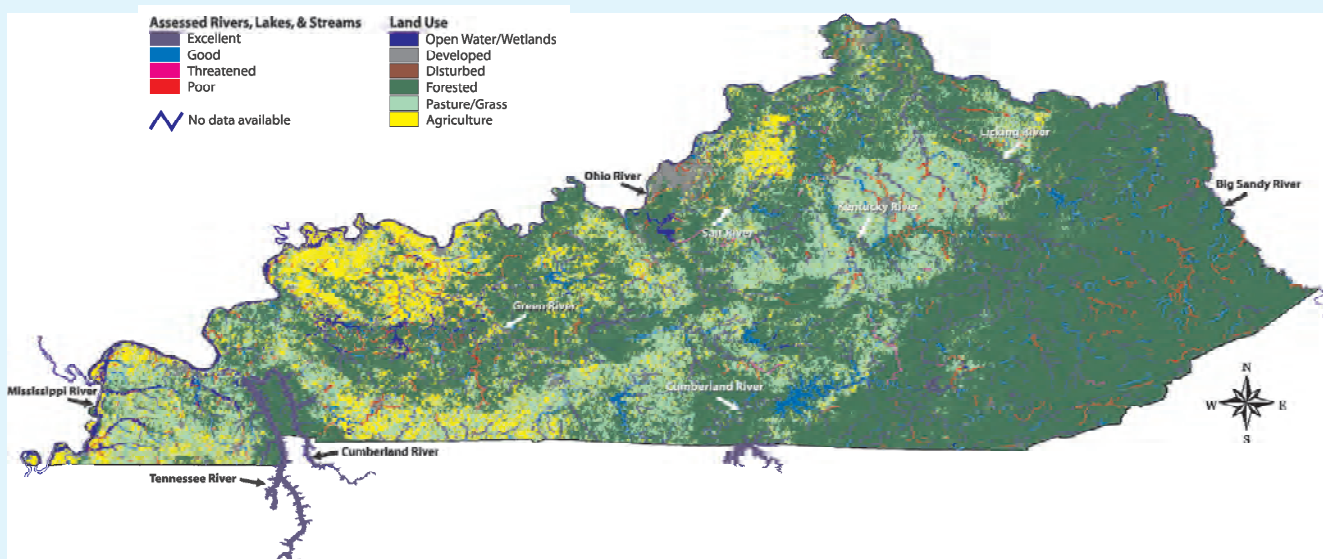 Assessed Rivers, Lakes, & Streams
Excellent
Good
Threatened
Poor
No data available
Land Use
Open Water/Wetlands
Developed
Disturbed
Forested
Pasture/Grass
Agriculture
Licking River
Ohio River
Big Sandy River
Kentucky River
Salt River
Green River
Mississippi River
Cumberland River
Cumberland River
Tennessee River
N
W
E
S